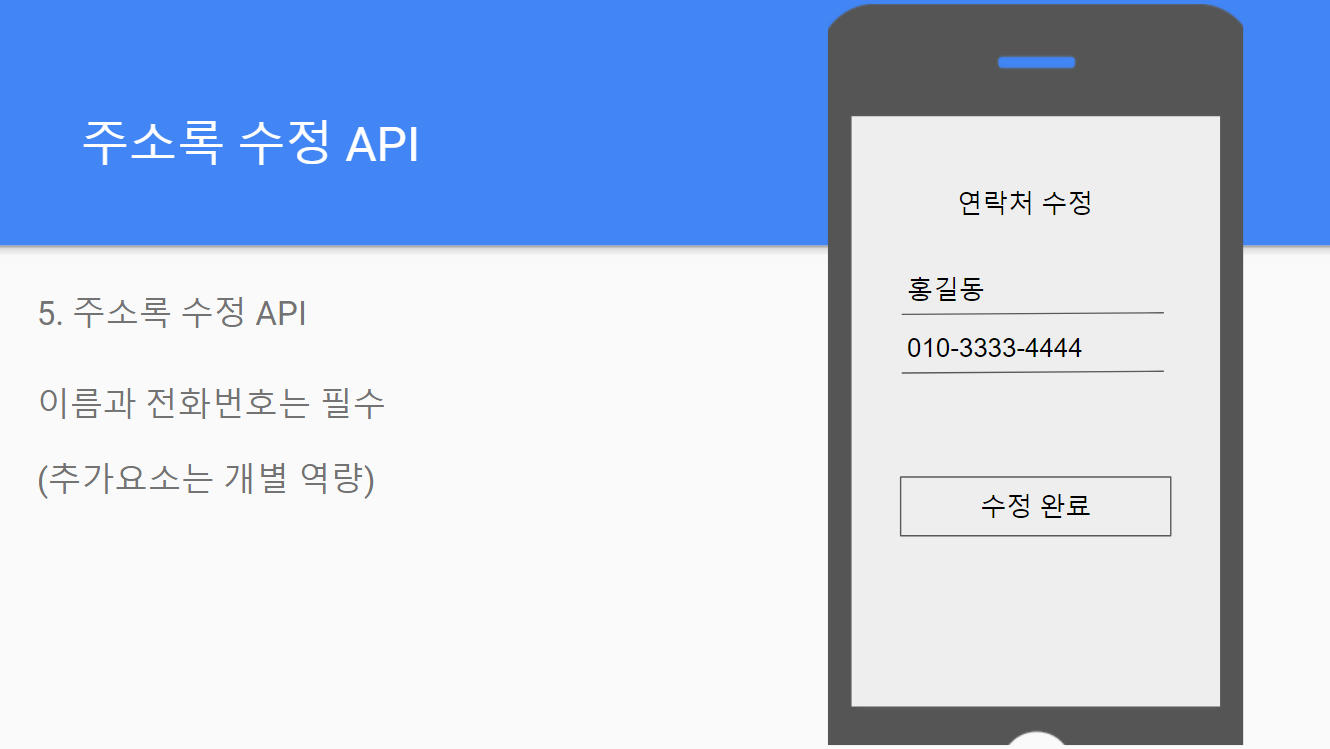 주소록 수정 API
5. 주소록 수정 API
이름과 전화번호는 필수
(추가요소는 개별 역량)
연락처 수정
홍길동
010-3333-4444
수정 완료